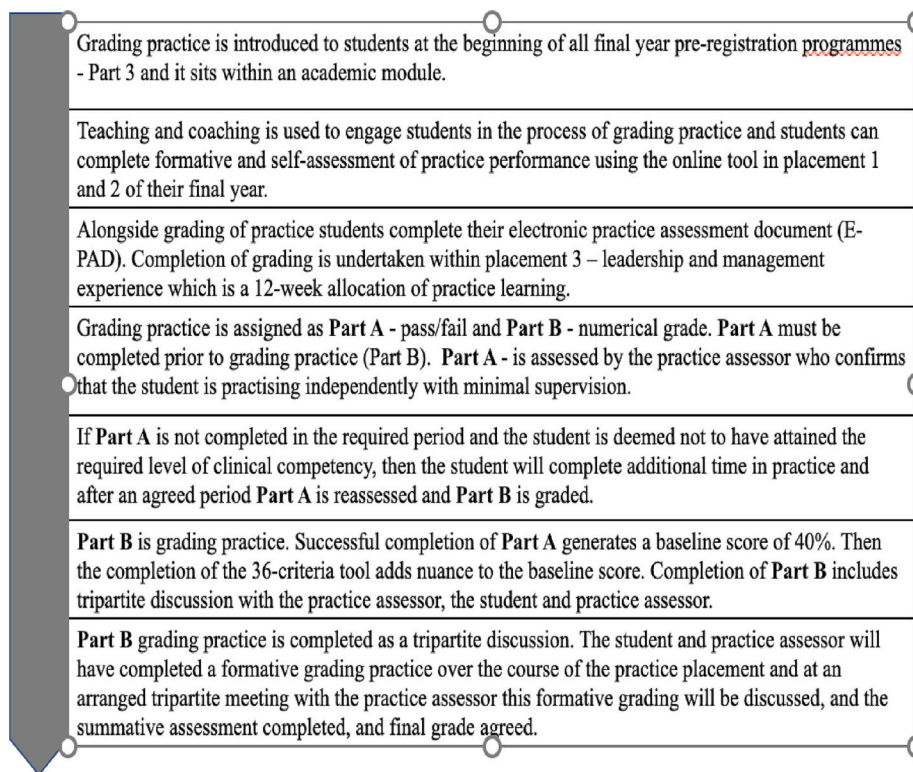 Grading practice is introduced to students at the beginning of all final year pre-registration programmes
- Part 3 and it sits within an academic module.
Teaching and coaching is used to engage students in the process of grading practice and students can
complete formative and self-assessment of practice performance using the online tool in placement 1
and 2 of their final year.
Alongside grading of practice students complete their electronic practice assessment document (E-
PAD). Completion of grading is undertaken within placement 3 – leadership and management
experience which is a 12-week allocation of practice learning.
Grading practice is assigned as Part A - pass/fail and Part B - numerical grade. Part A must be
completed prior to grading practice (Part B). Part A - is assessed by the practice assessor who confirms
that the student is practising independently with minimal supervision.
If Part A is not completed in the required period and the student is deemed not to have attained the
required level of clinical competency, then the student will complete additional time in practice and
after an agreed period Part A is reassessed and Part B is graded.
Part B is grading practice. Successful completion of Part A generates a baseline score of 40%. Then
the completion of the 36-criteria tool adds nuance to the baseline score. Completion of Part B includes
tripartite discussion with the practice assessor, the student and practice assessor.
Part B grading practice is completed as a tripartite discussion. The student and practice assessor will
have completed a formative grading practice over the course of the practice placement and at an
arranged tripartite meeting with the practice assessor this formative grading will be discussed, and the
summative assessment completed, and final grade agreed.